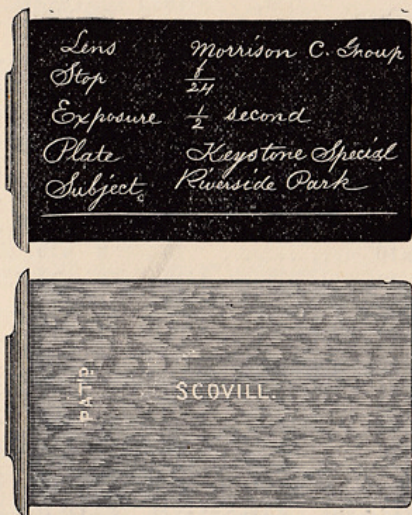 Lens Morrison C. Group
Stop f/24
Exposure 1/2 second
Plate Keystone Special
Subject. Riverside Park
PAT'D
SCOVILL.